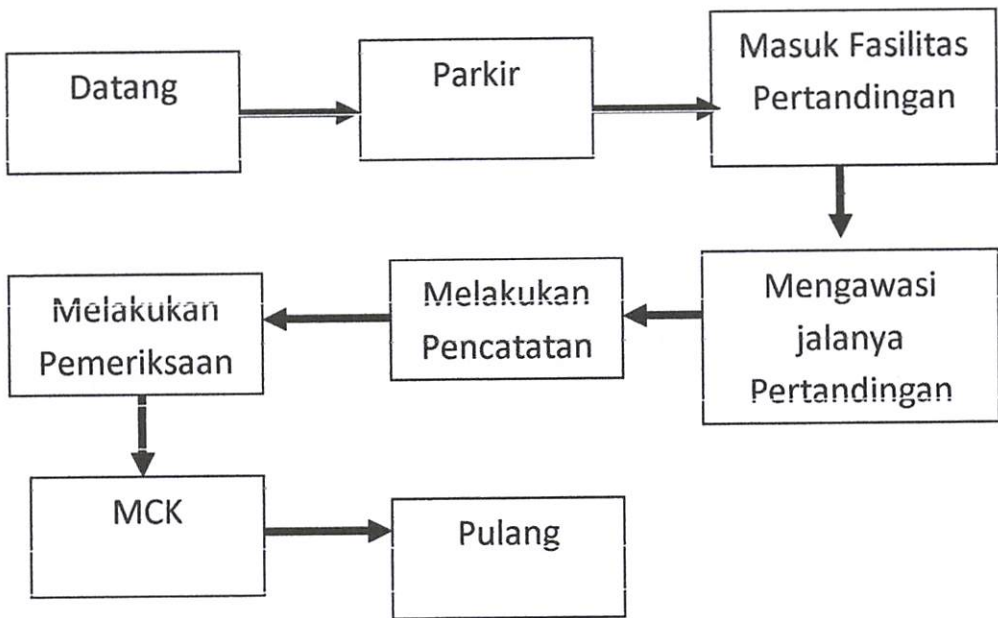 Datang
Parkir
Masuk Fasilitas
Pertandingan
Mengawasi
jalanya
Pertandingan
Melakukan
Pencatatan
Melakukan
Pemeriksaan
MCK
Pulang